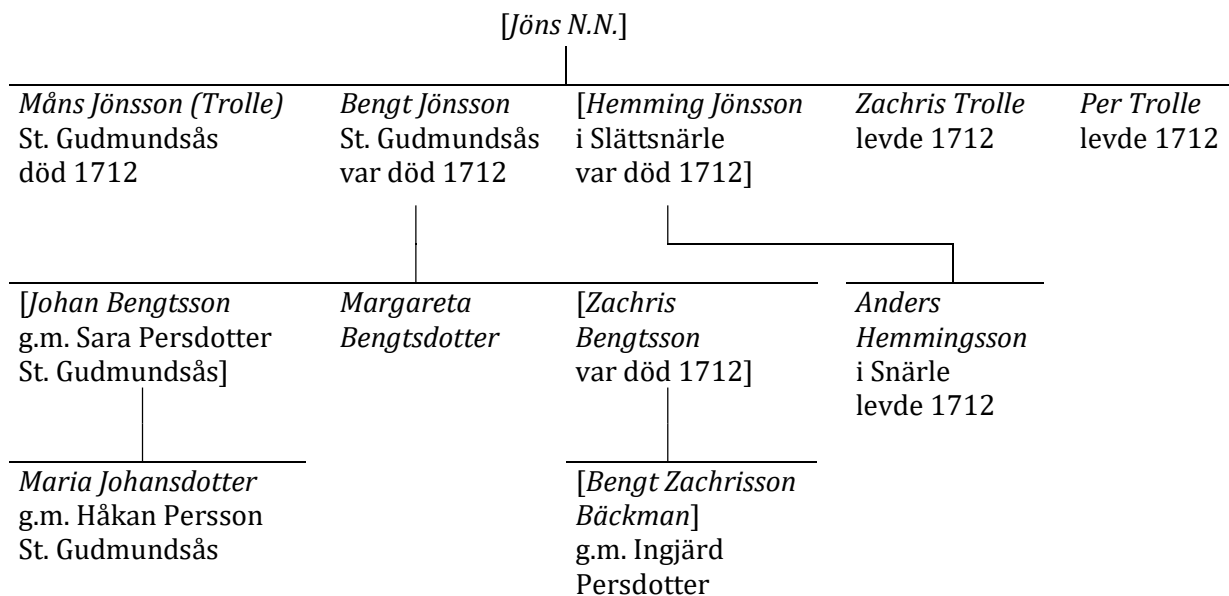 [Jöns N.N.]
Måns Jönsson (Trolle)
St. Gudmundsås
död 1712
Bengt Jönsson
St. Gudmundsås
var död 1712
[Hemming Jönsson
i Slättsnärle
var död 1712]
Zachris Trolle
levde 1712
Per Trolle
levde 1712
[Johan Bengtsson
g.m. Sara Persdotter
St. Gudmundsås]
Margareta
Bengtsdotter
[Zachris
Bengtsson
var död 1712]
Anders
Hemmingsson
i Snärle
levde 1712
Maria Johansdotter
g.m. Håkan Persson
St. Gudmundsås
[Bengt Zachrisson
Bäckman]
g.m. Ingjärd
Persdotter